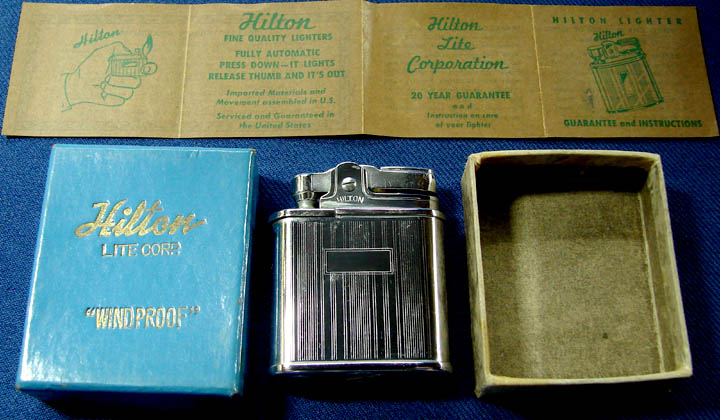 Hilton
Hilton
FINE QUALITY LIGHTERS
FULLY AUTOMATIC
PRESS DOWN—IT LIGHTS
RELEASE THUMB AND IT'S OUT
Imported Materials and
Movement assembled in U.S.
Serviced and Guaranteed in
the United States
Hilton
Lite
Corporation
20 YEAR GUARANTEE
and
Instruction on care
of your lighter
HILTON LIGHTER
Hilton
GUARANTEE and INSTRUCTIONS
Hilton
LITE CORP.
"WINDPROOF"
HILTON